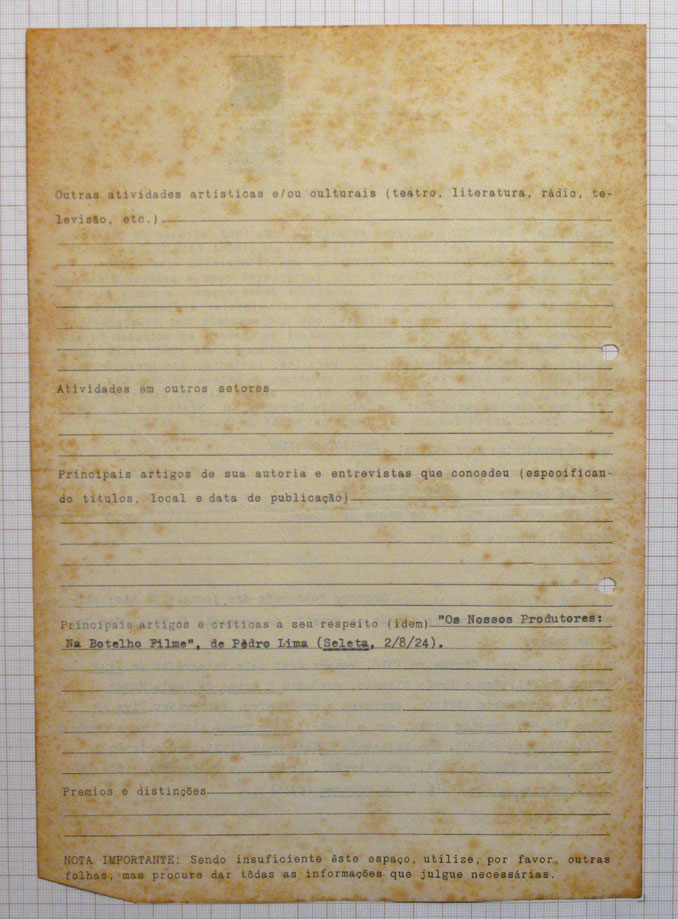 Outras atividades artísticas e/ou culturais (teatro, literatura, rádio, te-
levisão, etc.)
Atividades em outros setores
Principais artigos de sua autoria e entrevistas que concedeu (especifican-
do títulos, local e data de publicação)
Principais artigos e críticas a seu respeito (idem) "Os Nossos Produtores:
Na Botelho Filme", de Pedro Lima (Seleta, 2/8/24).
Premios e distinções
NOTA IMPORTANTE: Sendo insuficiente êste espaço, utilize, por favor, outras
folhas, mas procure dar tôdas as informações que julgue necessárias.